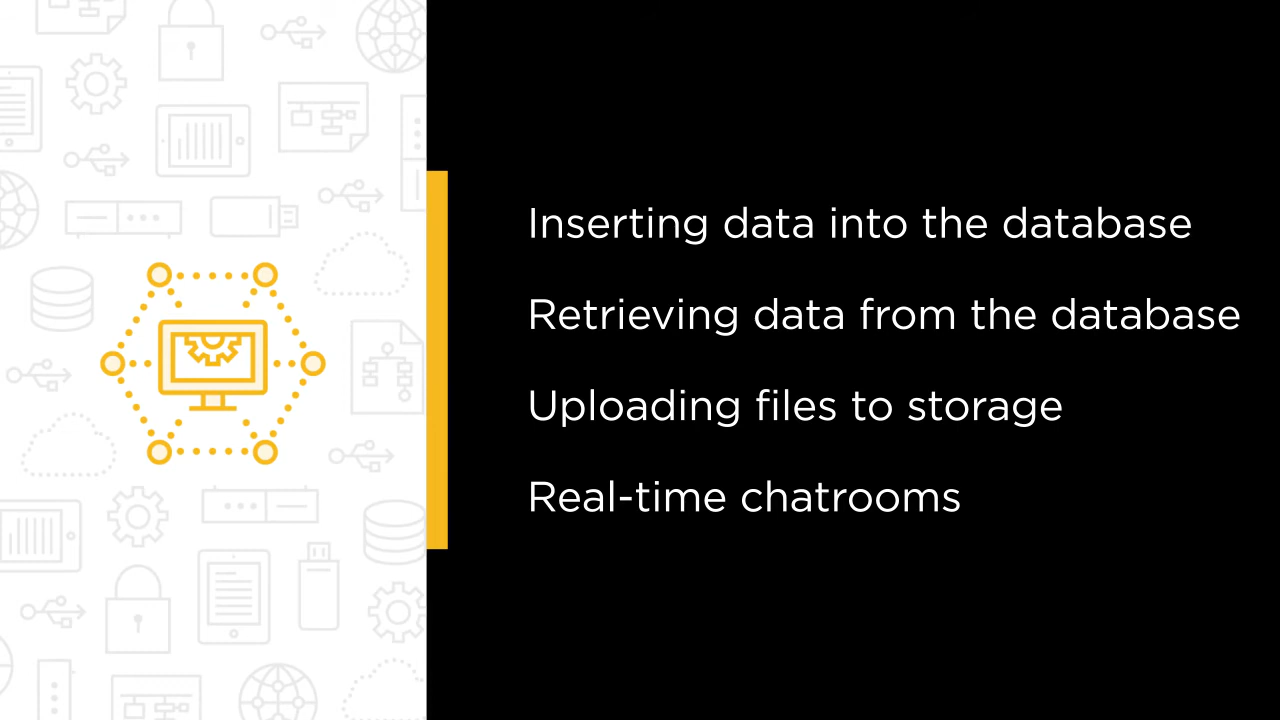 Inserting data into the database
Retrieving data from the database
Uploading files to storage
Real-time chatrooms